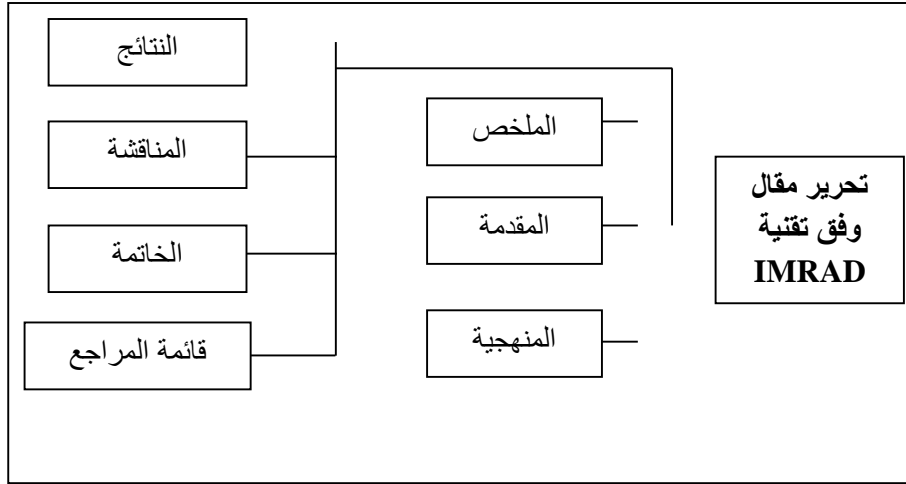 تحرير مقال
وفق تقنية
IMRAD
الملخص
المقدمة
المنهجية
النتائج
المناقشة
الخاتمة
قائمة المراجع